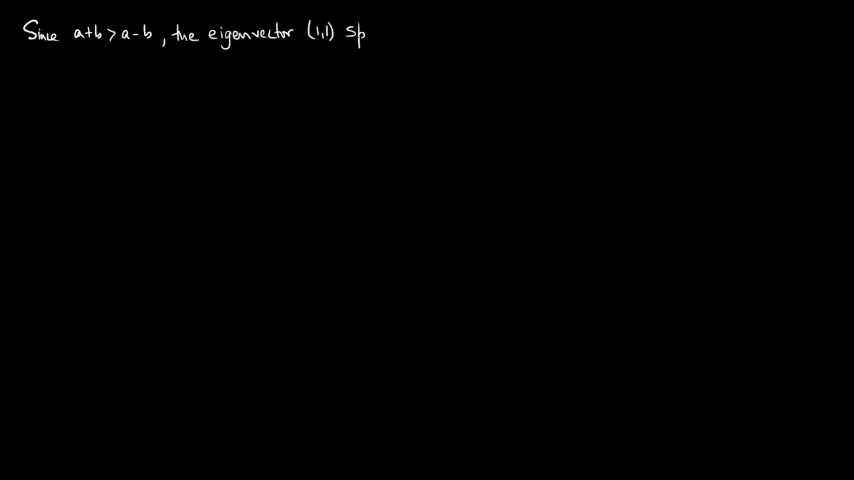 Since a+b > a-b, the eigenvector (1,1) sp